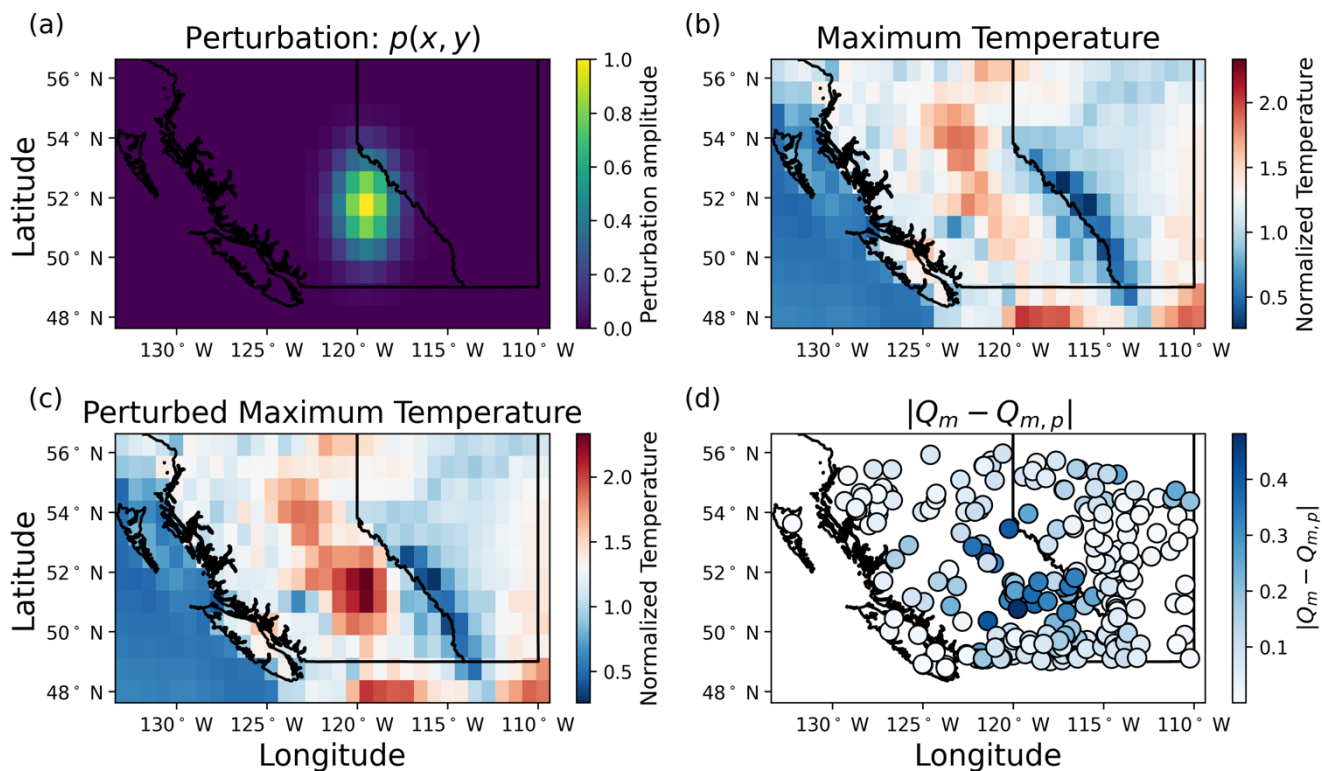 (a)
Perturbation: p(x, y)
56° N
54° N
52° N
50° N
48° N
Latitude
130° W 125° W 120° W 115° W 110° W
1.0
0.8
0.6
0.4
0.2
0.0
Perturbation amplitude
(b)
Maximum Temperature
56° N
54° N
52° N
50° N
48° N
130° W 125° W 120° W 115° W 110° W
2.0
1.5
1.0
0.5
Normalized Temperature
(c)
Perturbed Maximum Temperature
56° N
54° N
52° N
50° N
48° N
Latitude
130° W 125° W 120° W 115° W 110° W
Longitude
2.0
1.5
1.0
0.5
Normalized Temperature
(d)
|Q_m − Q_{m,p}|
56° N
54° N
52° N
50° N
48° N
130° W 125° W 120° W 115° W 110° W
Longitude
0.4
0.3
0.2
0.1
|Q_m − Q_{m,p}|